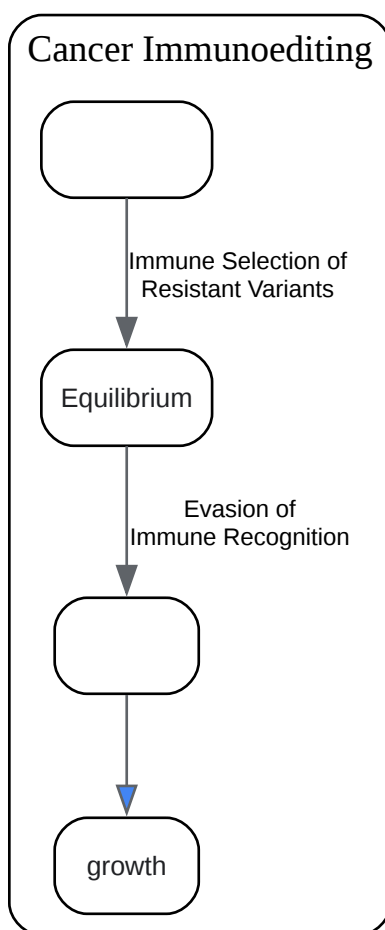 Cancer Immunoediting
Immune Selection of
Resistant Variants
Equilibrium
Evasion of
Immune Recognition
growth